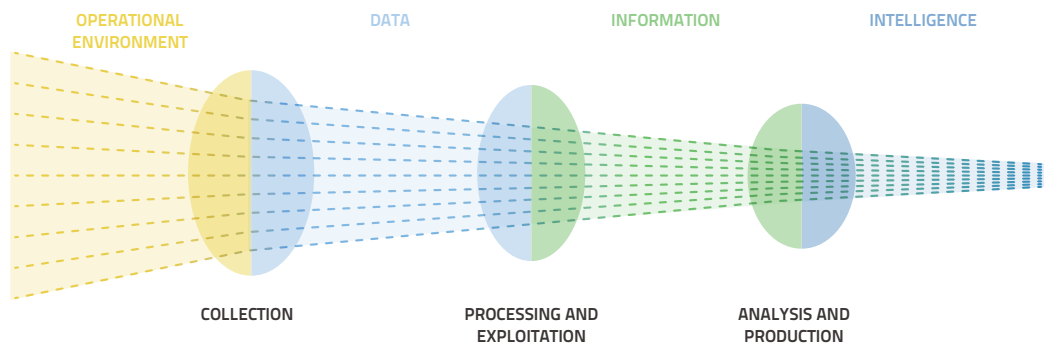 OPERATIONAL
ENVIRONMENT
DATA
INFORMATION
INTELLIGENCE
COLLECTION
PROCESSING AND
EXPLOITATION
ANALYSIS AND
PRODUCTION